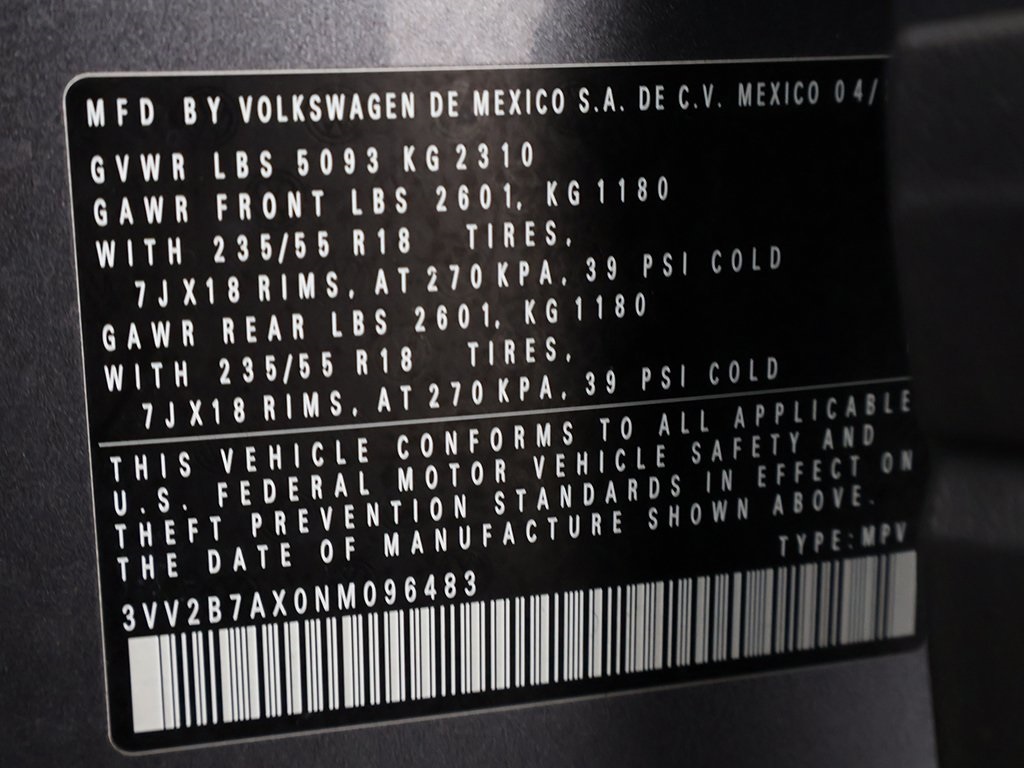 MFD BY VOLKSWAGEN DE MEXICO S.A. DE C.V. MEXICO 04/
GVWR LBS 5093 KG 2310
GAWR FRONT LBS 2601, KG 1180
WITH 235/55 R18 TIRES,
7JX18 RIMS, AT 270 KPA, 39 PSI COLD
GAWR REAR LBS 2601, KG 1180
WITH 235/55 R18 TIRES,
7JX18 RIMS, AT 270 KPA, 39 PSI COLD
THIS VEHICLE CONFORMS TO ALL APPLICABLE
U.S. FEDERAL MOTOR VEHICLE SAFETY AND
THEFT PREVENTION STANDARDS IN EFFECT ON
THE DATE OF MANUFACTURE SHOWN ABOVE.
TYPE:MPV
3VV2B7AX0NM096483